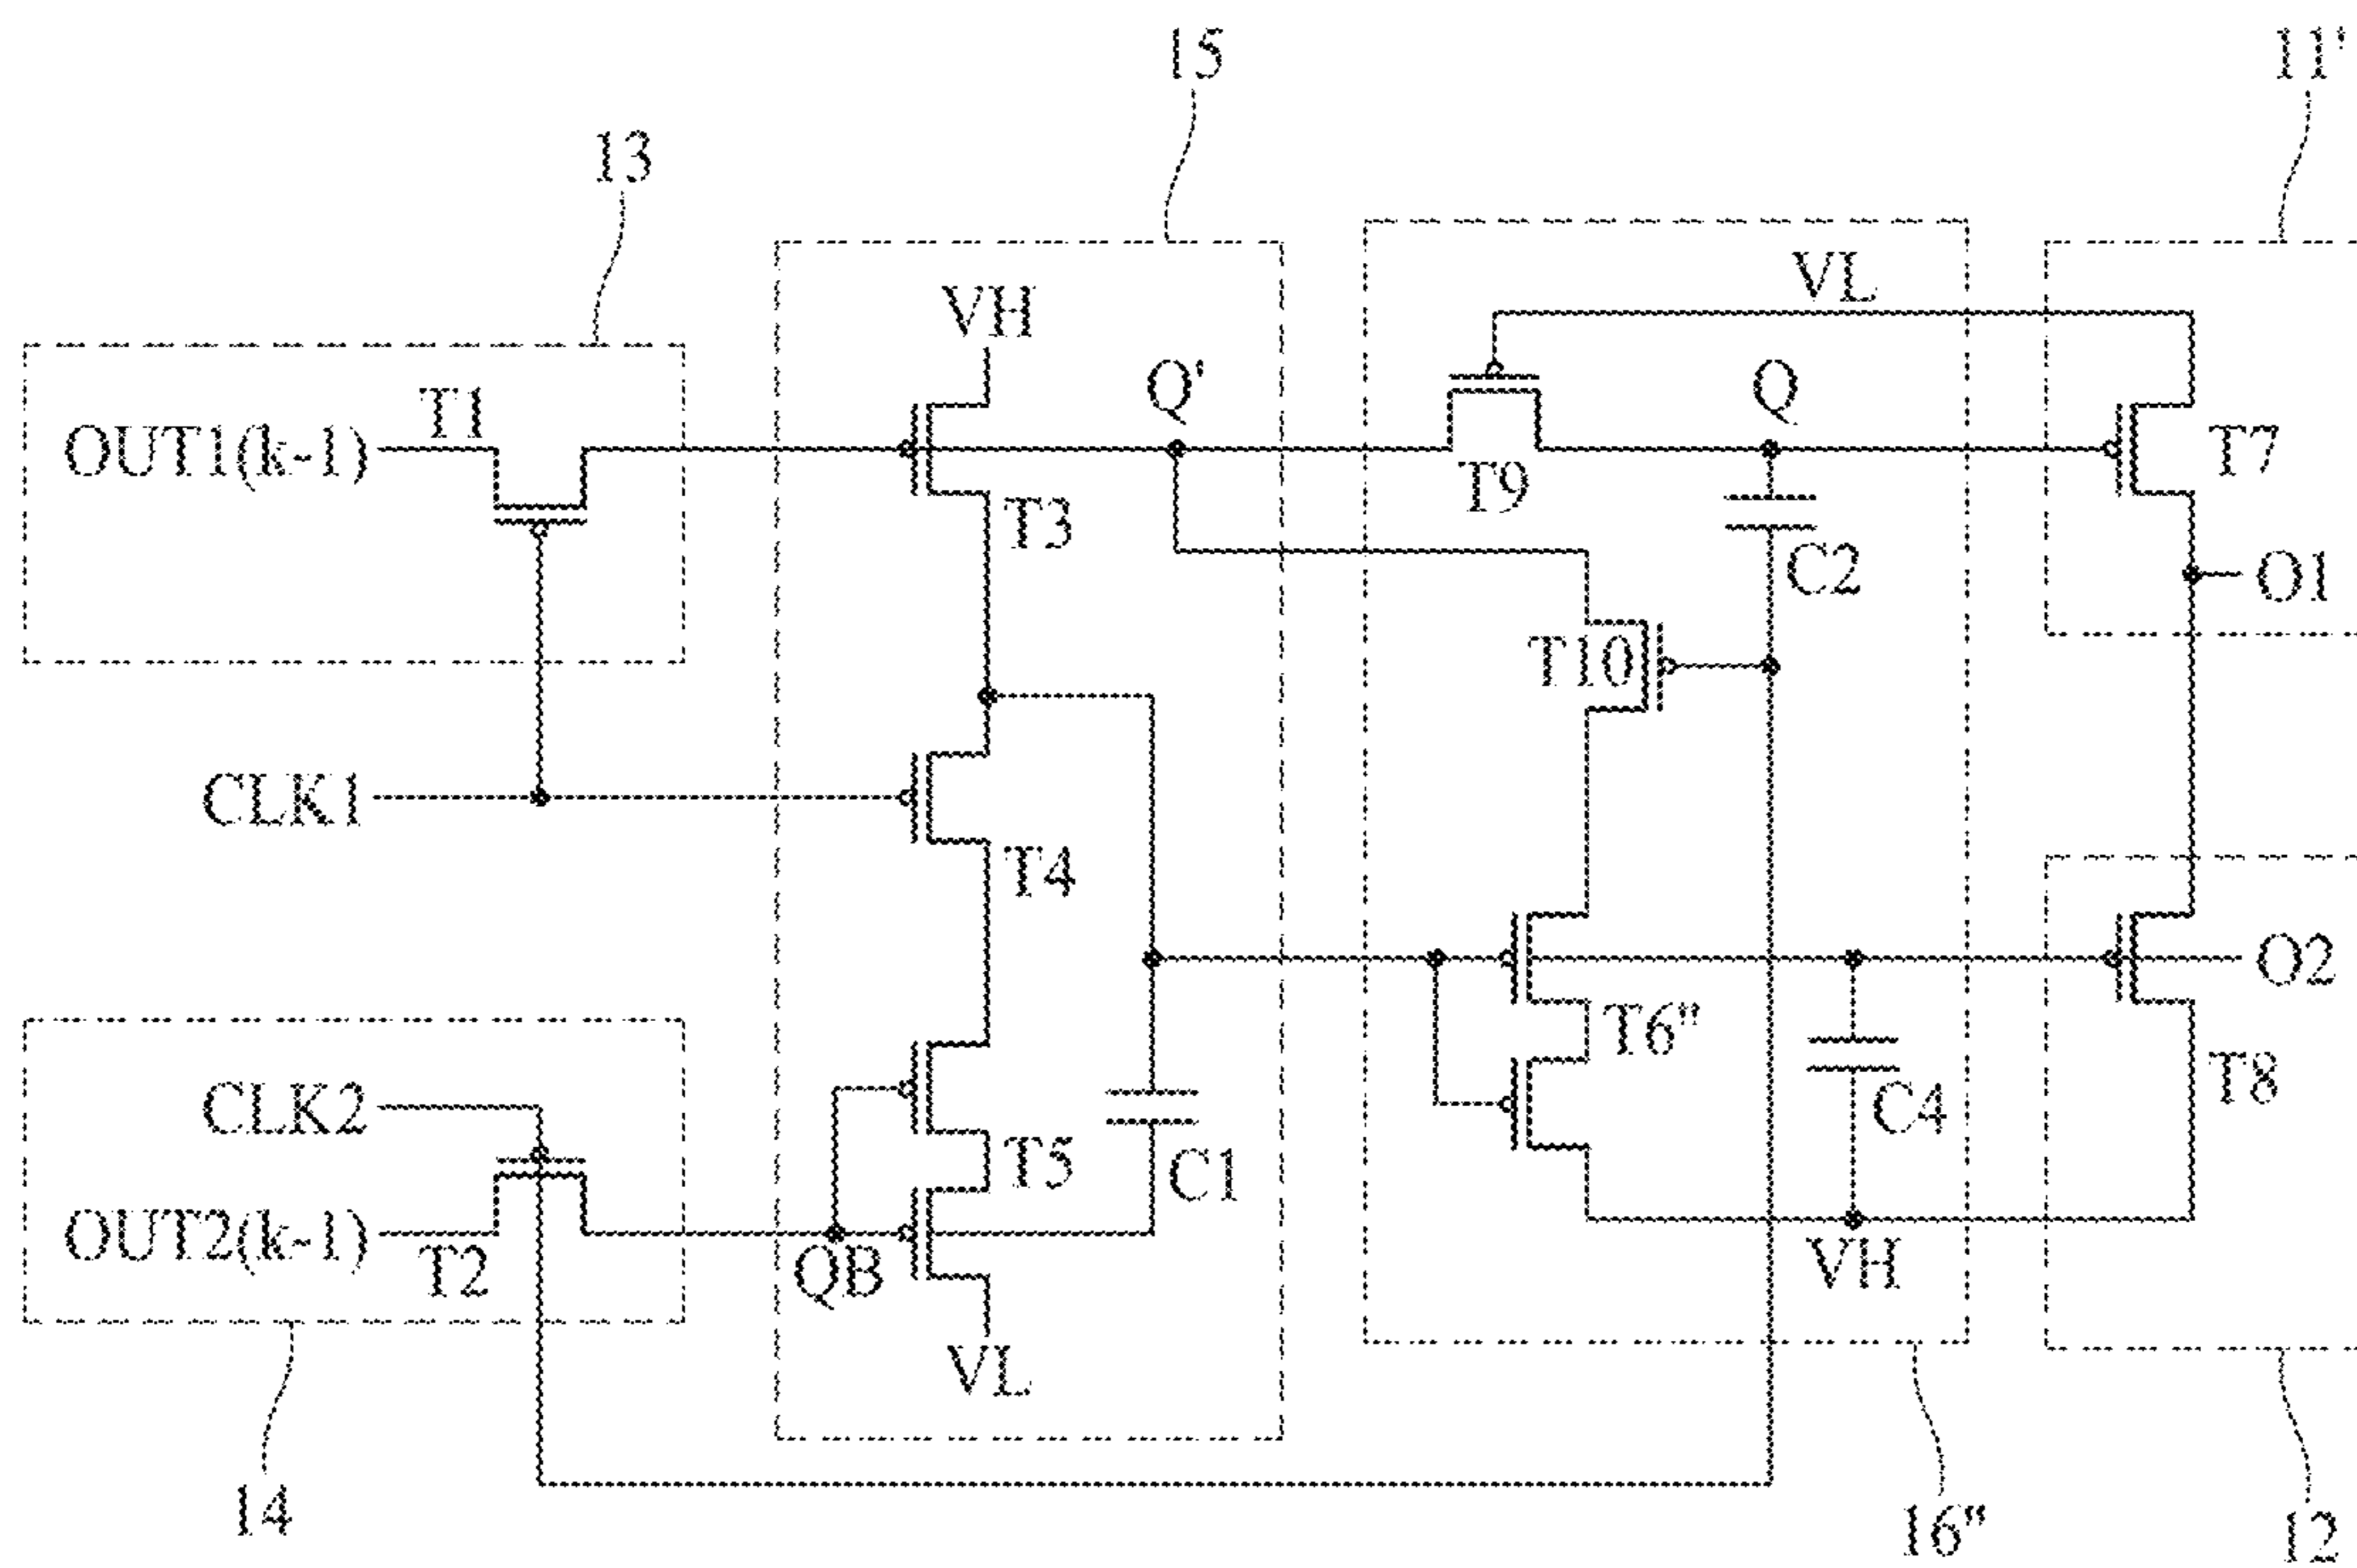 15
11'
13
VH
VL
T1
Q'
Q
OUT1(k-1)
T9
T7
T3
C2
O1
T10
CLK1
T4
O2
T6"
T8
CLK2
C4
T5
C1
OUT2(k-1)
T2
QB
VH
VL
14
16"
12